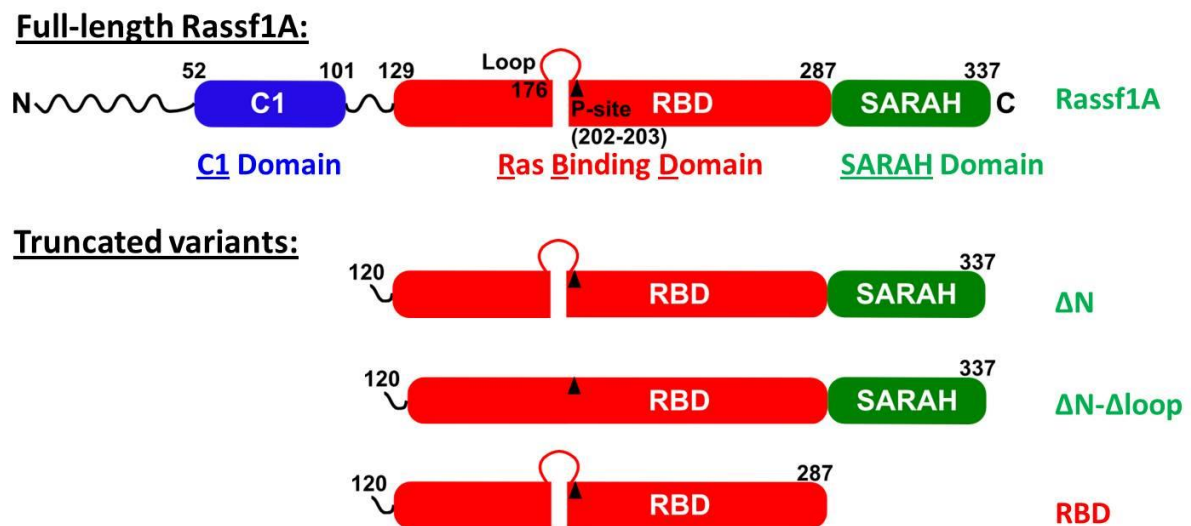 Full-length Rassf1A:
52 101 129 Loop 287 337
N C1 176 RBD SARAH C Rassf1A
P-site
(202-203)
C1 Domain Ras Binding Domain SARAH Domain
Truncated variants:
120 337
RBD SARAH ΔN
120 337
RBD SARAH ΔN-Δloop
120 287
RBD RBD